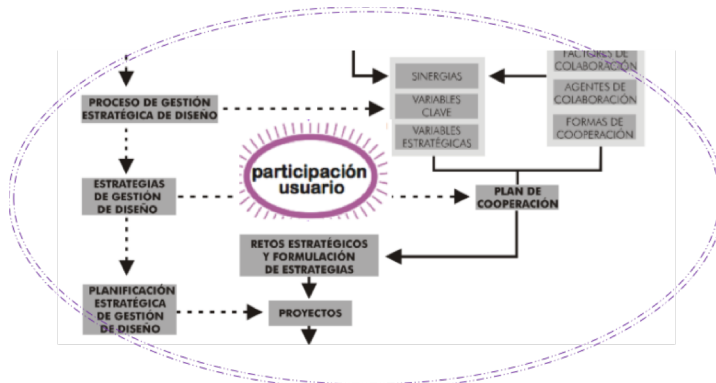 FACTORES DE
COLABORACIÓN
SINERGIAS
AGENTES DE
COLABORACIÓN
PROCESO DE GESTIÓN
ESTRATÉGICA DE DISEÑO
VARIABLES
CLAVE
FORMAS DE
COOPERACIÓN
VARIABLES
ESTRATÉGICAS
participación
usuario
ESTRATEGIAS
DE GESTIÓN
DE DISEÑO
PLAN DE
COOPERACIÓN
RETOS ESTRATÉGICOS
Y FORMULACIÓN
DE ESTRATEGIAS
PLANIFICACIÓN
ESTRATÉGICA
DE GESTIÓN
DE DISEÑO
PROYECTOS